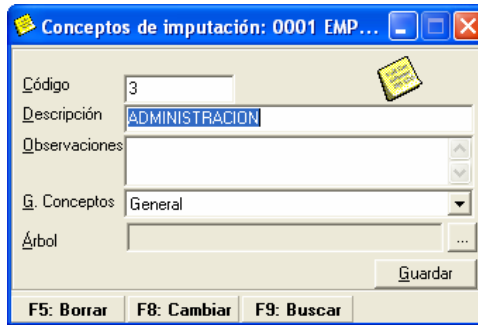 Conceptos de imputación: 0001 EMP...
Código 3
Descripción ADMINISTRACION
Observaciones
G. Conceptos General
Árbol ...
Guardar
F5: Borrar F8: Cambiar F9: Buscar